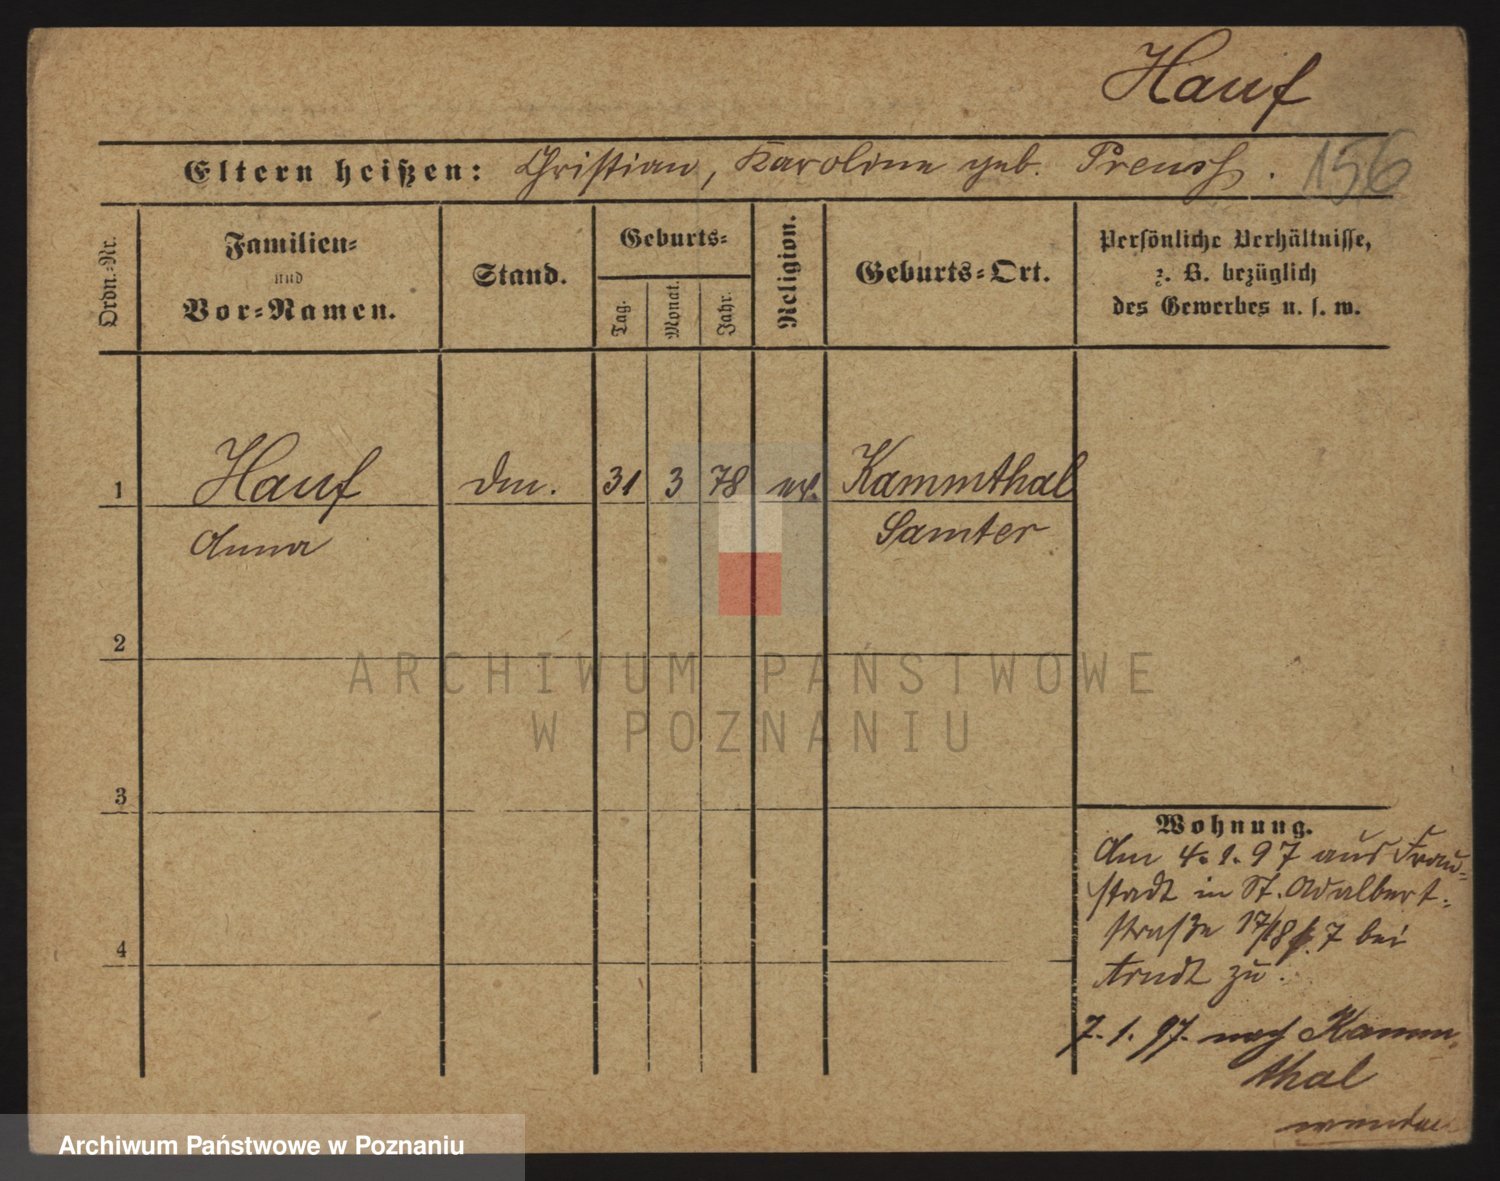 Hauf
156
Eltern heißen: Christian, Karoline geb. Preuss.
Ordn.-Nr.
Familien-
und
Vor-Namen.
Stand.
Geburts-
Tag.
Monat.
Jahr.
Religion.
Geburts-Ort.
Persönliche Verhältnisse,
z. B. bezüglich
des Gewerbes u. s. w.
1 Hauf 31 3 78 ev. Kammthal
Anna Samter
2
3
4
ARCHIWUM PAŃSTWOWE
W POZNANIU
Wohnung.
Am 4.1.97 aus Frau-
stadt in St. Adalbert-
straße 17/18 7 bei
Arndt zu.
7.1.97. nach Kamm-
thal
Archiwum Państwowe w Poznaniu